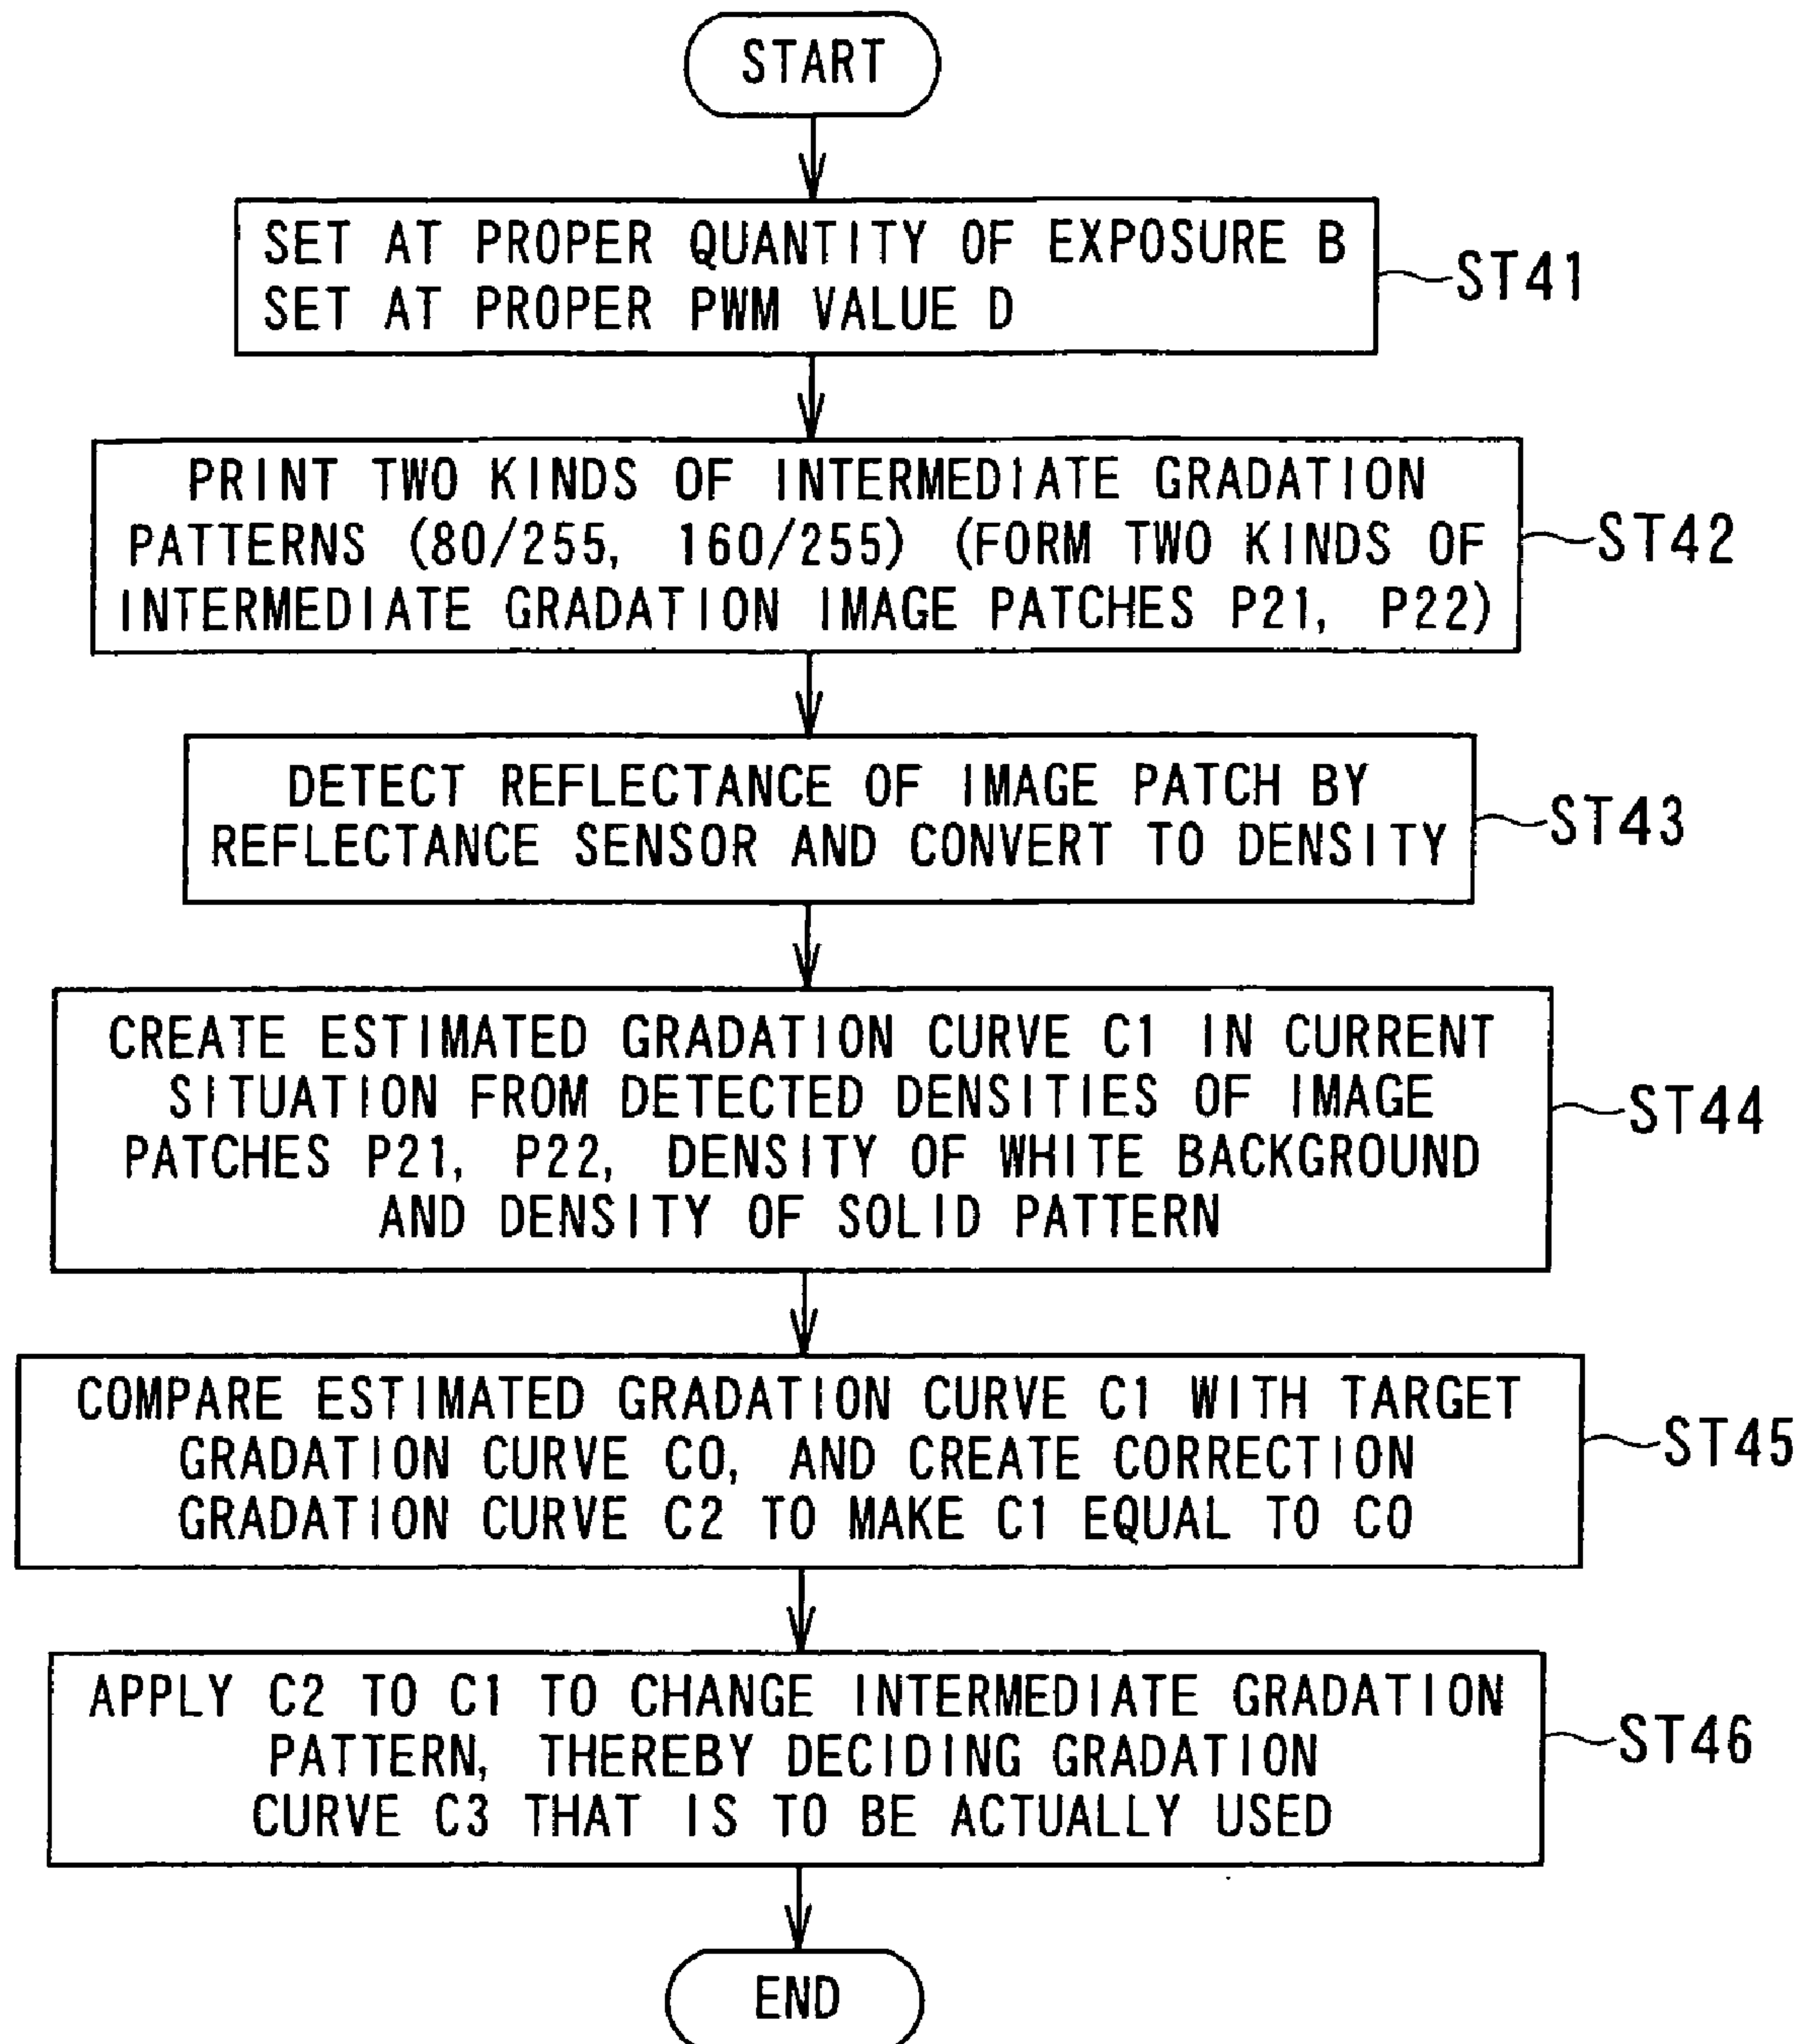 START
SET AT PROPER QUANTITY OF EXPOSURE B
SET AT PROPER PWM VALUE D
ST41
PRINT TWO KINDS OF INTERMEDIATE GRADATION
PATTERNS (80/255, 160/255) (FORM TWO KINDS OF
INTERMEDIATE GRADATION IMAGE PATCHES P21, P22)
ST42
DETECT REFLECTANCE OF IMAGE PATCH BY
REFLECTANCE SENSOR AND CONVERT TO DENSITY
ST43
CREATE ESTIMATED GRADATION CURVE C1 IN CURRENT
SITUATION FROM DETECTED DENSITIES OF IMAGE
PATCHES P21, P22, DENSITY OF WHITE BACKGROUND
AND DENSITY OF SOLID PATTERN
ST44
COMPARE ESTIMATED GRADATION CURVE C1 WITH TARGET
GRADATION CURVE C0, AND CREATE CORRECTION
GRADATION CURVE C2 TO MAKE C1 EQUAL TO C0
ST45
APPLY C2 TO C1 TO CHANGE INTERMEDIATE GRADATION
PATTERN, THEREBY DECIDING GRADATION
CURVE C3 THAT IS TO BE ACTUALLY USED
ST46
END